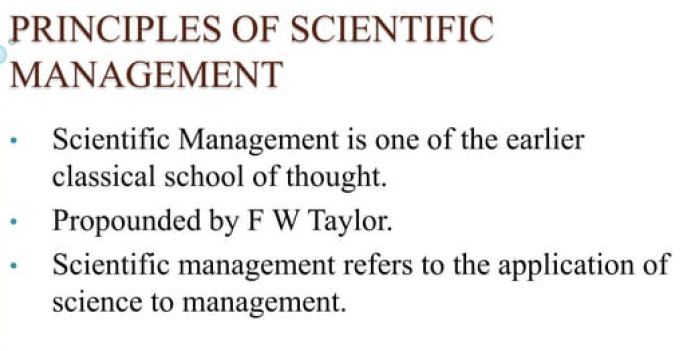 PRINCIPLES OF SCIENTIFIC
MANAGEMENT
• Scientific Management is one of the earlier
classical school of thought.
• Propounded by F W Taylor.
• Scientific management refers to the application of
science to management.